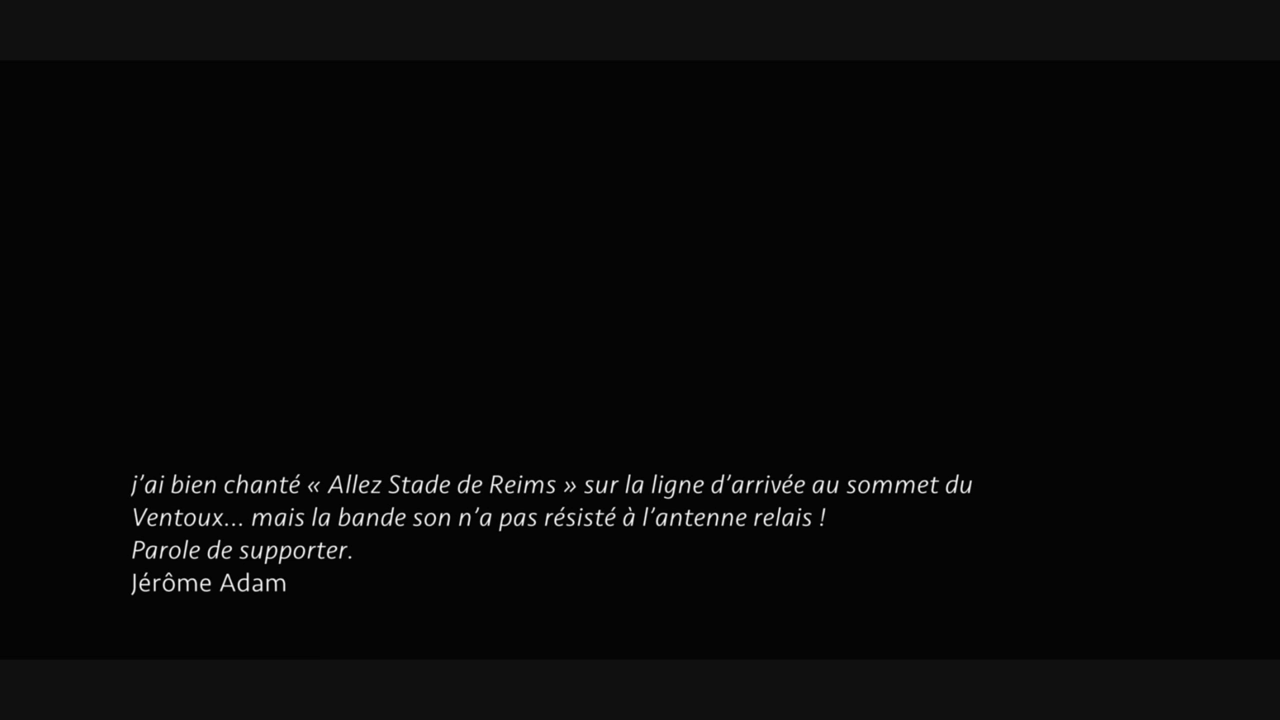 j’ai bien chanté « Allez Stade de Reims » sur la ligne d’arrivée au sommet du
Ventoux... mais la bande son n’a pas résisté à l’antenne relais !
Parole de supporter.
Jérôme Adam